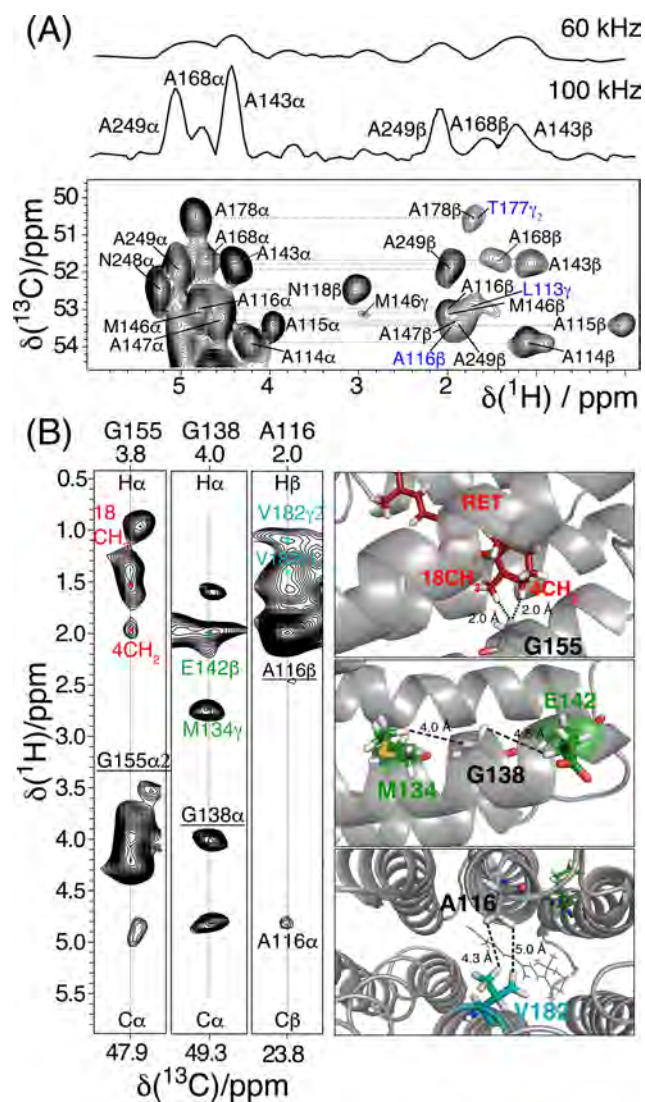 (A)
60 kHz
100 kHz
A249α
A168α
A143α
A249β
A168β
A143β
50
51
52
53
54
δ(¹³C)/ppm
A178α
A178β
T177γ₂
A249α
A168α
A143α
A249β
A168β
A143β
N248α
A116α
N118β
A116β
L113γ
M146γ
M146β
M146α
A147α
A115α
A114α
A147β
A116β
A249β
A115β
A114β
5
4
3
2
1
δ(¹H) / ppm
(B)
G155
G138
A116
3.8
4.0
2.0
Hα
Hα
Hβ
0.5
1.0
1.5
2.0
2.5
3.0
3.5
4.0
4.5
5.0
5.5
δ(¹H)/ppm
18
CH
4CH₂
G155α2
E142β
M134γ
G138α
V182γ2
A116β
A116α
Cα
Cα
Cβ
47.9
49.3
23.8
δ(¹³C)/ppm
RET
18CH₂
4CH₂
2.0 Å
2.0 Å
G155
E142
4.0 Å
M134
G138
A116
4.3 Å
5.0 Å
V182